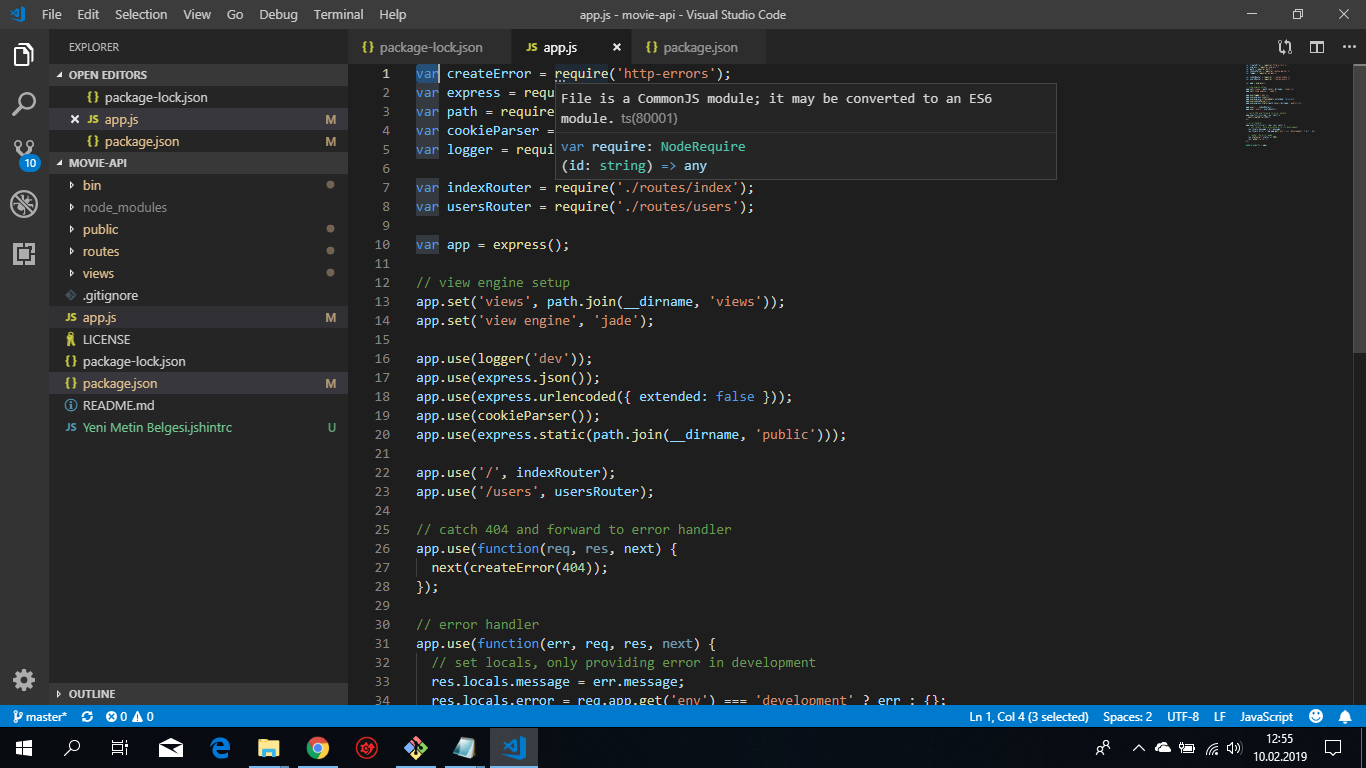 File Edit Selection View Go Debug Terminal Help
app.js - movie-api - Visual Studio Code
EXPLORER
OPEN EDITORS
package-lock.json
JS app.js M
package.json M
MOVIE-API
bin
node_modules
public
routes
views
.gitignore
JS app.js M
LICENSE
package-lock.json
package.json M
README.md
JS Yeni Metin Belgesi.jshintrc U
OUTLINE
10
{} package-lock.json
JS app.js
{} package.json
1 var createError = require('http-errors');
2 var express = requ
3 var path = require
4 var cookieParser =
5 var logger = requi
6
7 var indexRouter = require('./routes/index');
8 var usersRouter = require('./routes/users');
9
10 var app = express();
11
12 // view engine setup
13 app.set('views', path.join(__dirname, 'views'));
14 app.set('view engine', 'jade');
15
16 app.use(logger('dev'));
17 app.use(express.json());
18 app.use(express.urlencoded({ extended: false }));
19 app.use(cookieParser());
20 app.use(express.static(path.join(__dirname, 'public')));
21
22 app.use('/', indexRouter);
23 app.use('/users', usersRouter);
24
25 // catch 404 and forward to error handler
26 app.use(function(req, res, next) {
27 next(createError(404));
28 });
29
30 // error handler
31 app.use(function(err, req, res, next) {
32 // set locals, only providing error in development
33 res.locals.message = err.message;
34 res.locals.error = req.app.get('env') === 'development' ? err : {};
File is a CommonJS module; it may be converted to an ES6
module. ts(80001)
var require: NodeRequire
(id: string) => any
master* 0 0
Ln 1, Col 4 (3 selected) Spaces: 2 UTF-8 LF JavaScript
12:55
10.02.2019